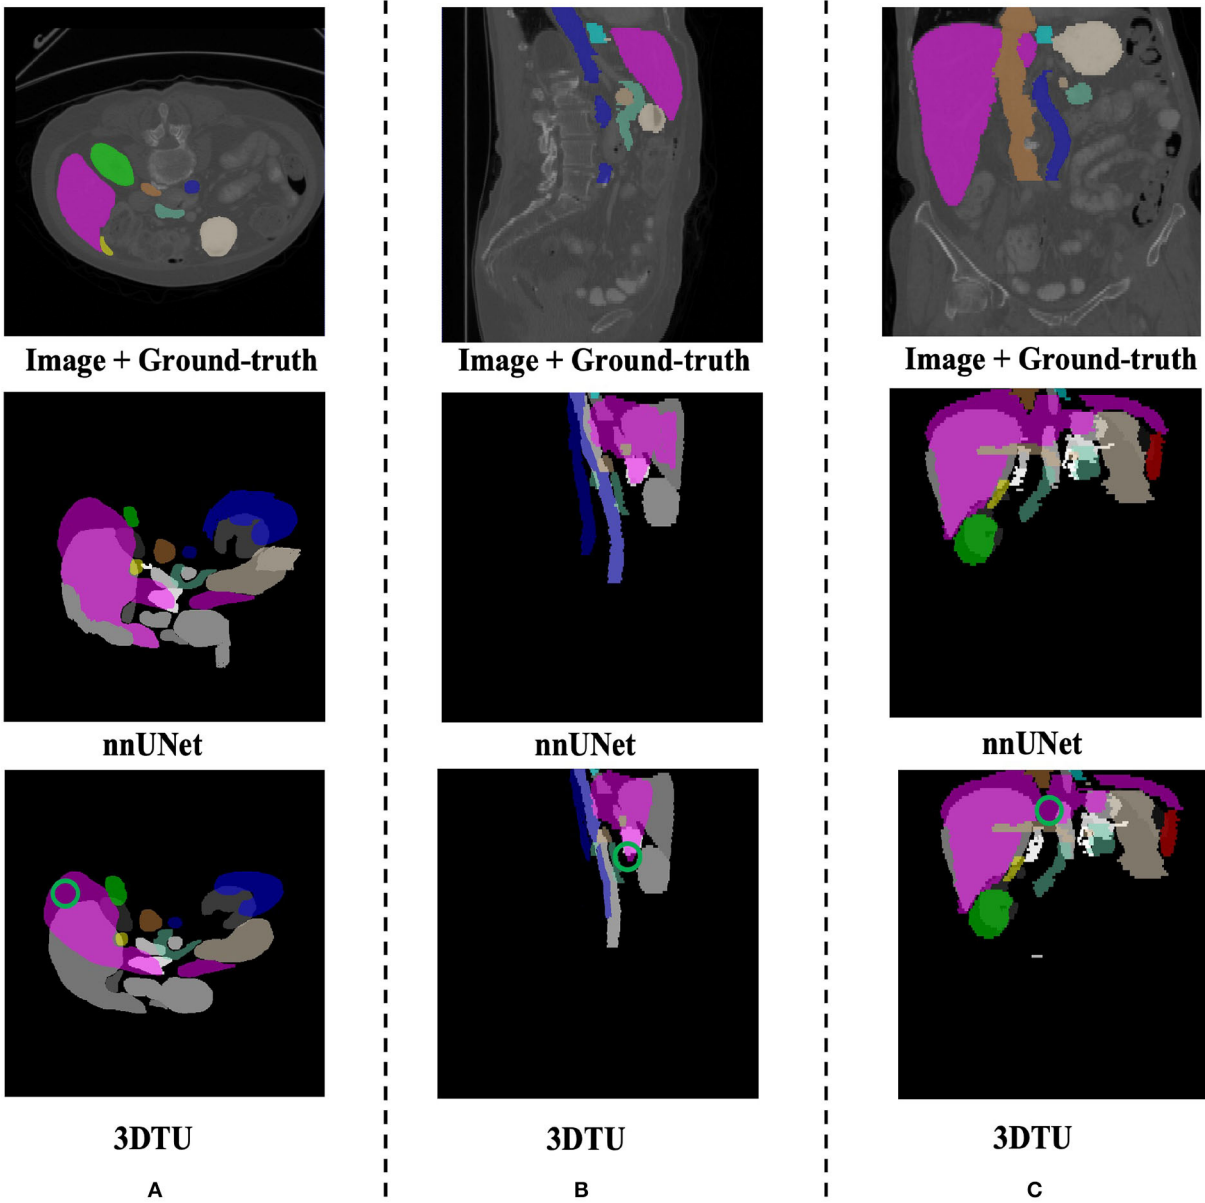 Image + Ground-truth
Image + Ground-truth
Image + Ground-truth
nnUNet
nnUNet
nnUNet
3DTU
3DTU
3DTU
A
B
C